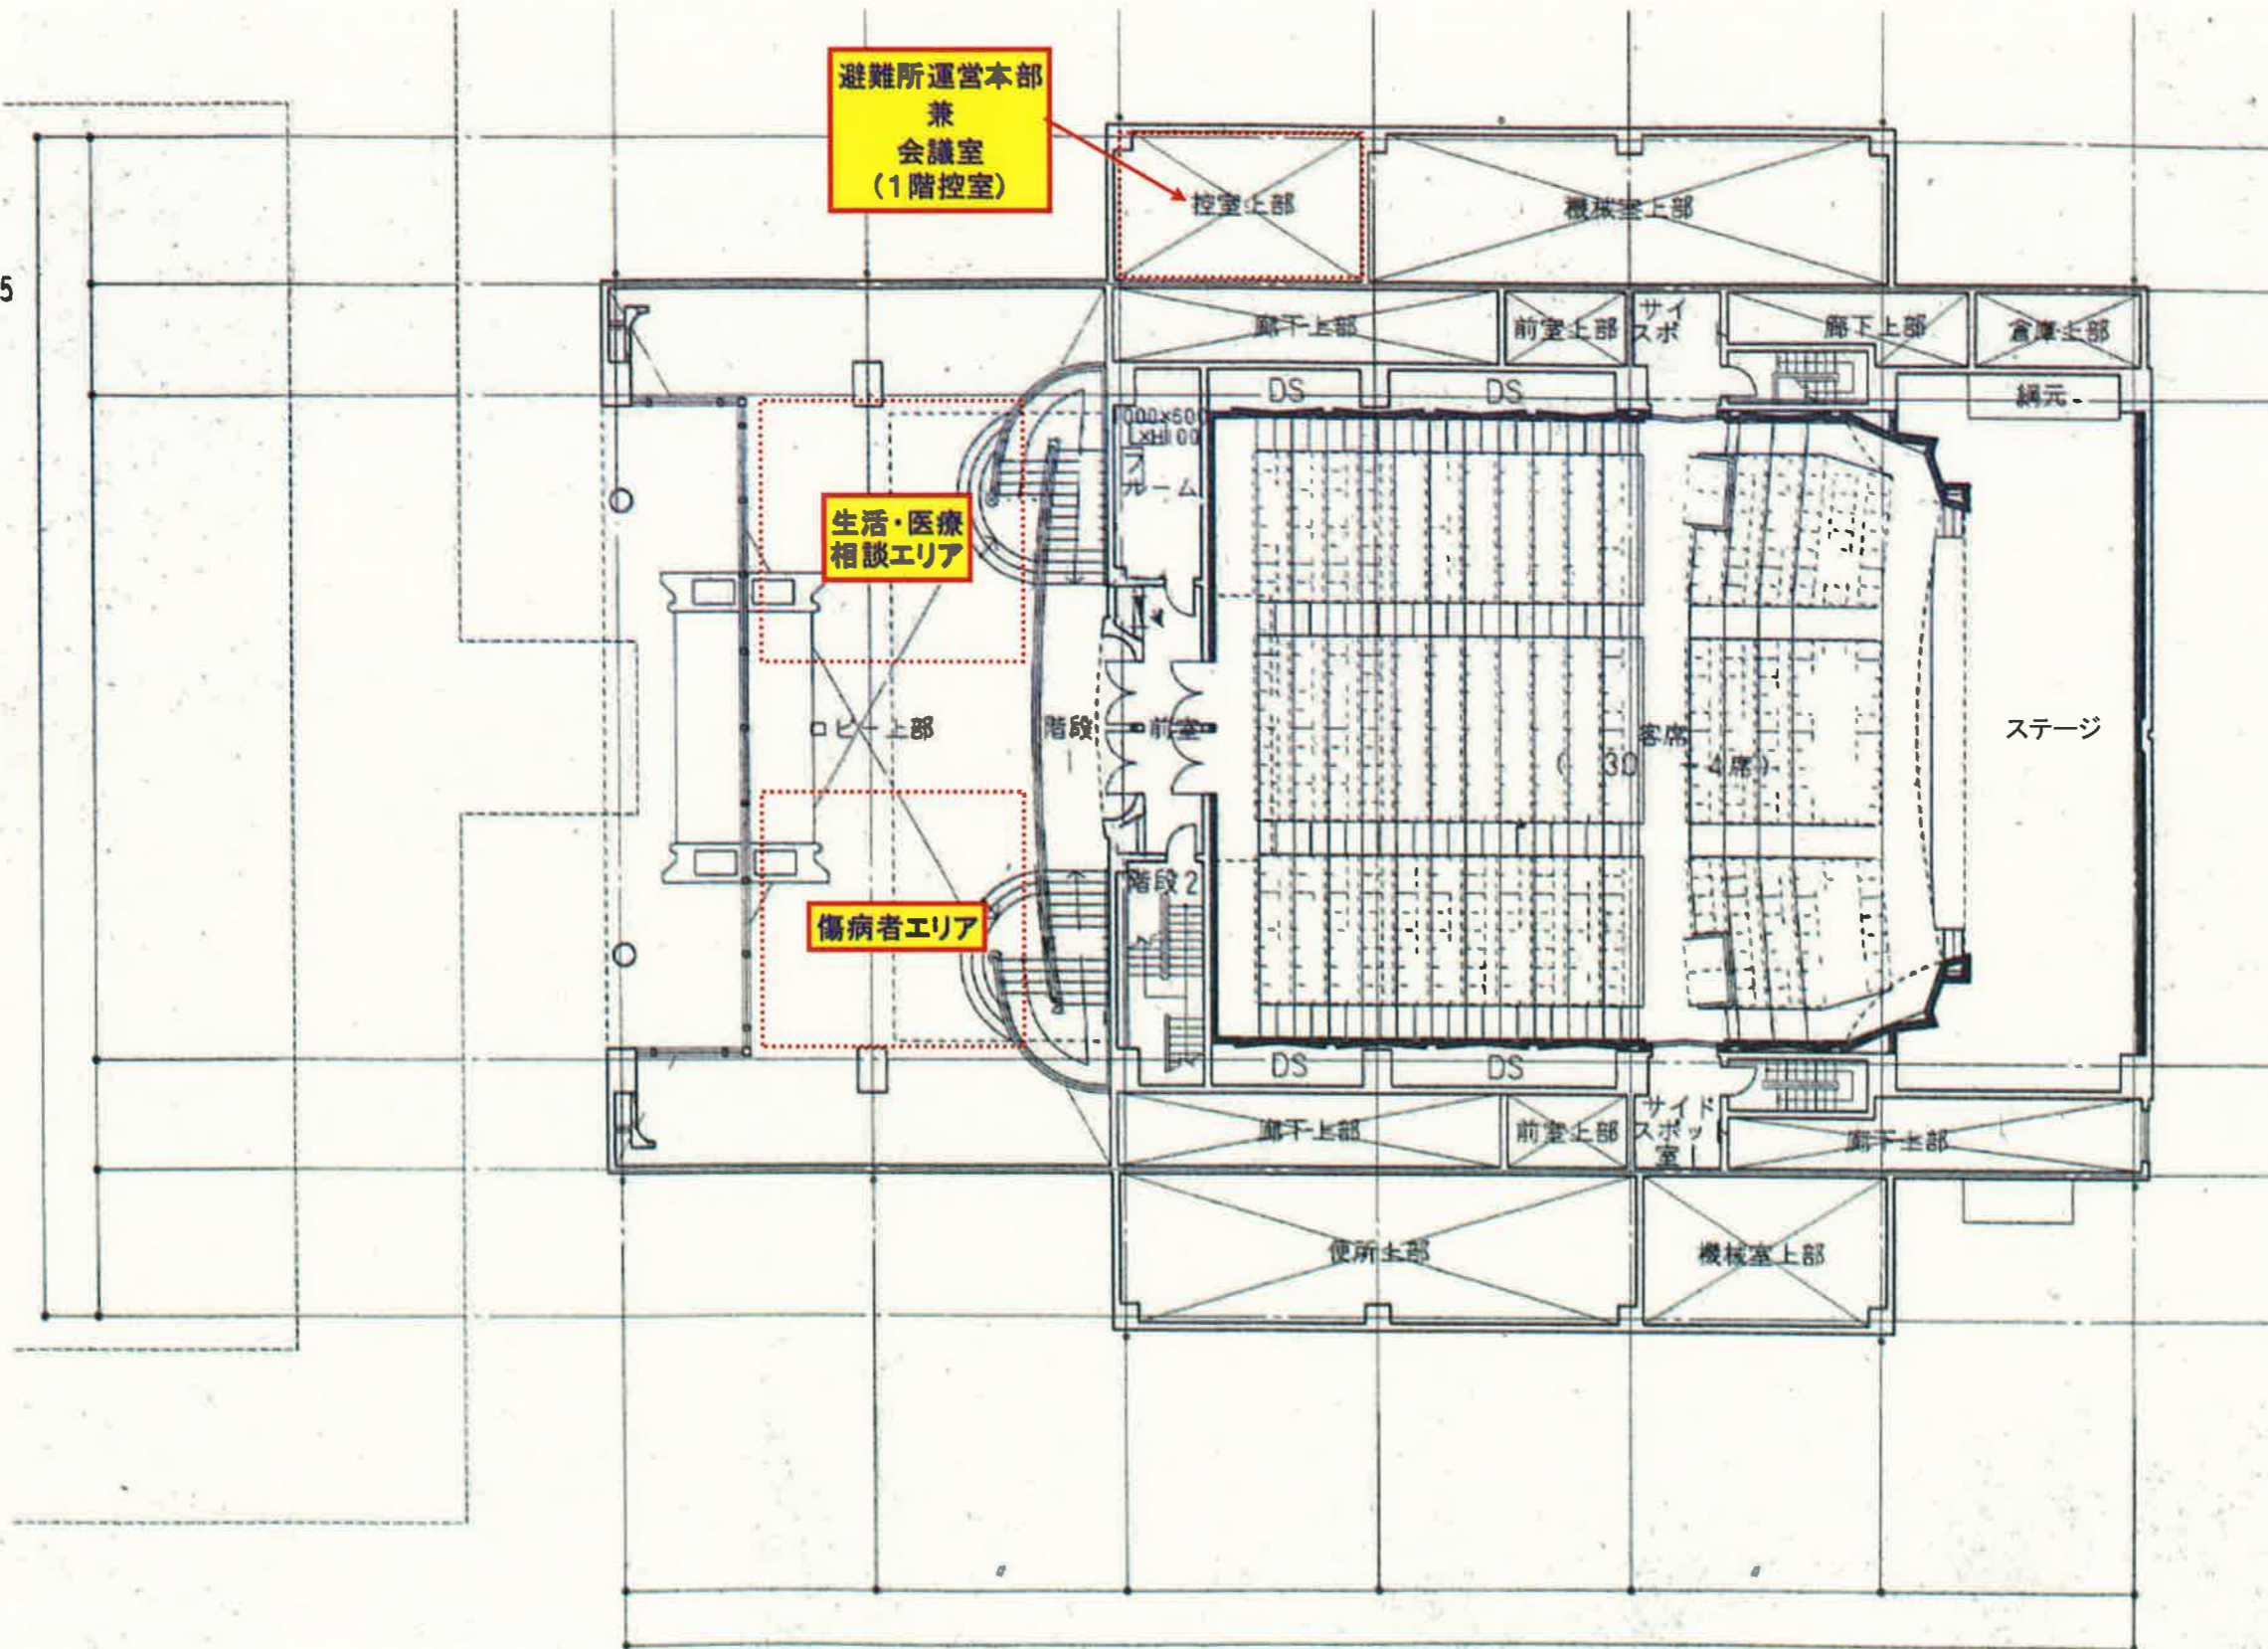 避難所運営本部
兼
会議室
（1階控室）
控室上部
機械室上部
5
廊下上部
前室上部
サイ
スポ
廊下上部
倉庫上部
DS
DS
綱元
ルーム
生活・医療
相談エリア
ロビー上部
階段
前室
客席
ステージ
階段2
傷病者エリア
DS
DS
廊下上部
前室上部
サイド
スポット
室1
廊下上部
便所上部
機械室上部